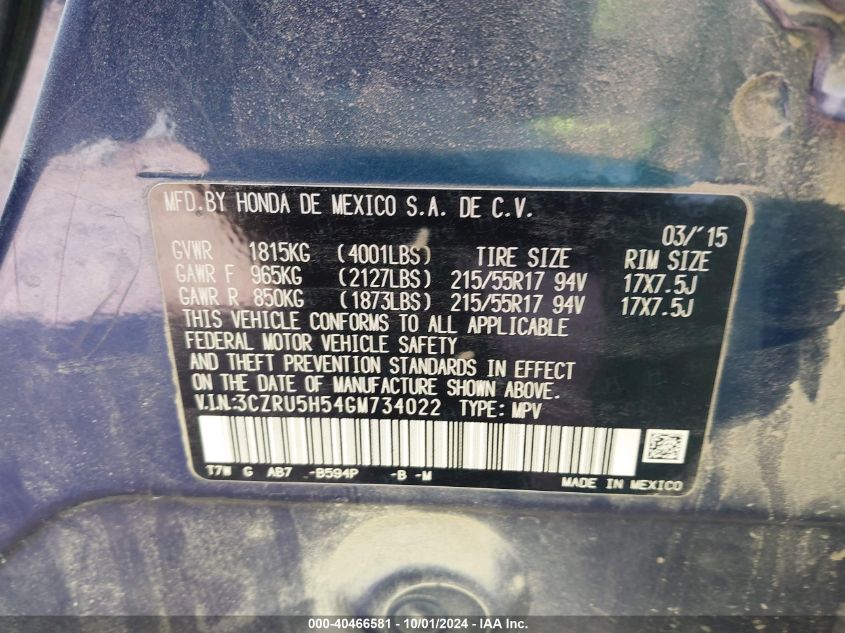 MFD. BY HONDA DE MEXICO S.A. DE C.V.
03/'15
GVWR 1815KG (4001LBS) TIRE SIZE RIM SIZE
GAWR F 965KG (2127LBS) 215/55R17 94V 17X7.5J
GAWR R 850KG (1873LBS) 215/55R17 94V 17X7.5J
THIS VEHICLE CONFORMS TO ALL APPLICABLE
FEDERAL MOTOR VEHICLE SAFETY
AND THEFT PREVENTION STANDARDS IN EFFECT
ON THE DATE OF MANUFACTURE SHOWN ABOVE.
V.I.N.:3CZRU5H54GM734022 TYPE: MPV
T7W G AB7 -B594P -B -M
MADE IN MEXICO
000-40466581 - 10/01/2024 - IAA Inc.